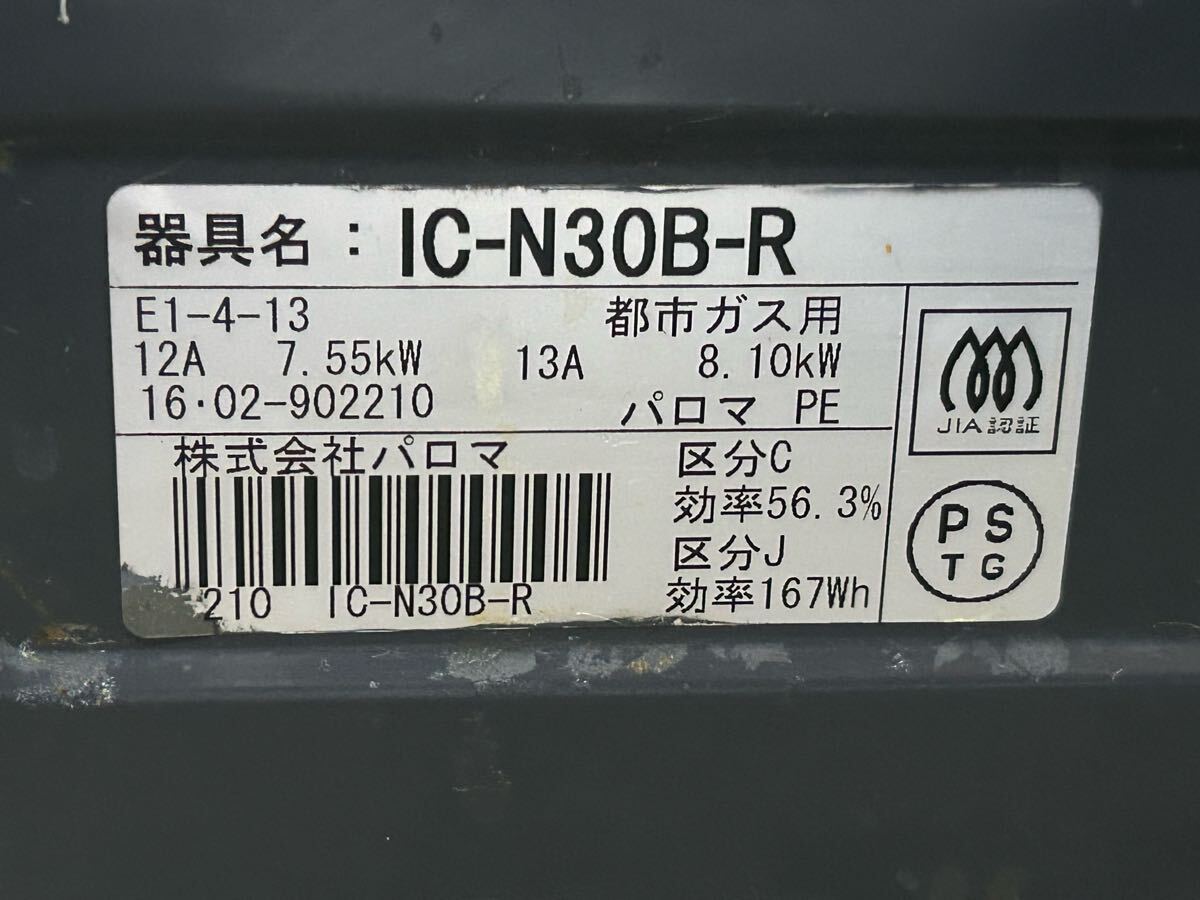 器具名：IC-N30B-R
E1-4-13 都市ガス用
12A 7.55kW 13A 8.10kW
16・02-902210 パロマ PE
株式会社パロマ
210 IC-N30B-R
区分C
効率56.3%
区分J
効率167Wh
JIA認証
PS
TG